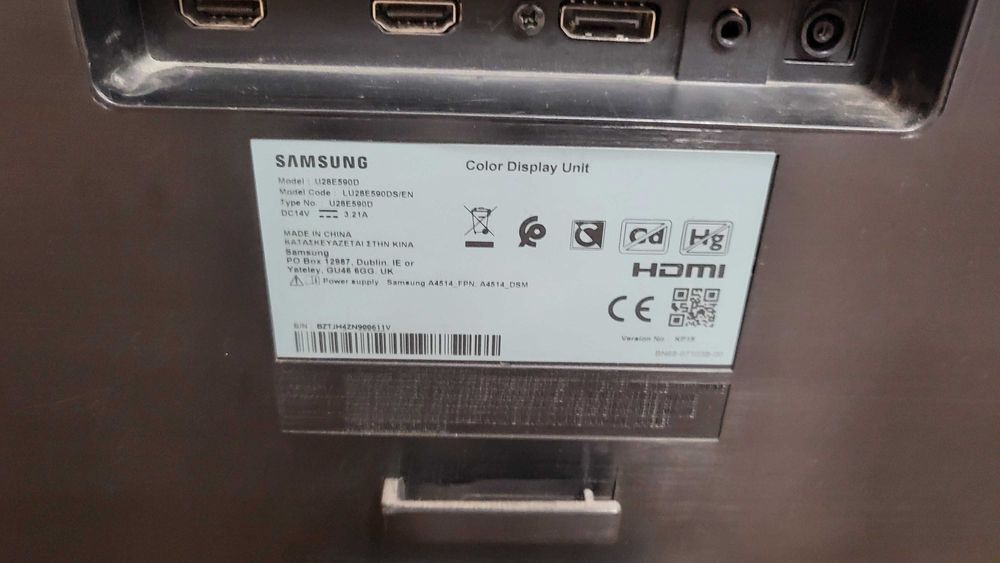 SAMSUNG
Color Display Unit
Model : U28E590D
Model Code : LU28E590DS/EN
Type No. U28E590D
DC14V 3.21A
MADE IN CHINA
ΚΑΤΑΣΚΕΥΑΖΕΤΑΙ ΣΤΗΝ ΚΙΝΑ
Samsung
PO Box 12987, Dublin. IE or
Yateley, GU46 6GG. UK
Power supply Samsung A4514_FPN, A4514_DSM
Cd
Hg
HDMI
CE
S/N BZTJH4ZN900611V
Version No.